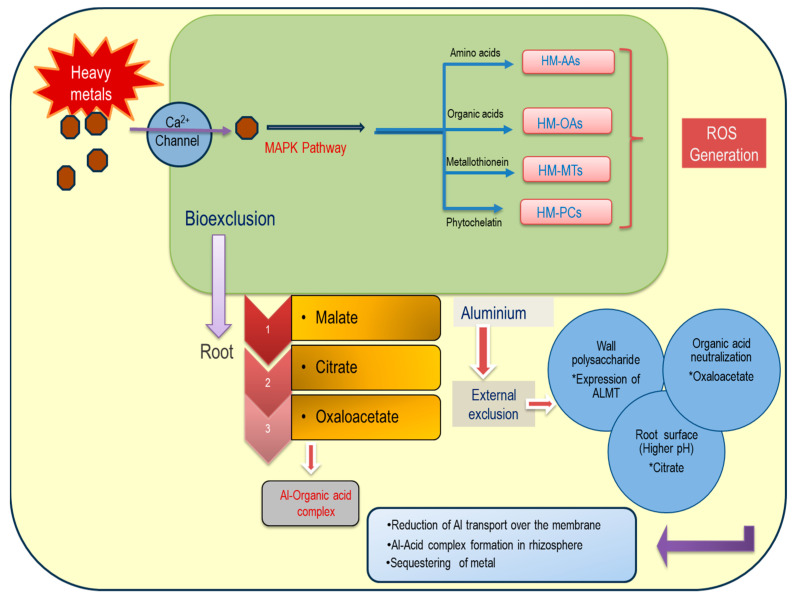 Heavy
metals
Ca2+
Channel
MAPK Pathway
Amino acids
HM-AAs
Organic acids
HM-OAs
Metallothionein
HM-MTs
Phytochelatin
HM-PCs
ROS
Generation
Bioexclusion
Root
1
• Malate
2
• Citrate
3
• Oxaloacetate
Al-Organic acid
complex
Aluminium
External
exclusion
Wall
polysaccharide
*Expression of
ALMT
Organic acid
neutralization
*Oxaloacetate
Root surface
(Higher pH)
*Citrate
•Reduction of Al transport over the membrane
•Al-Acid complex formation in rhizosphere
•Sequestering of metal